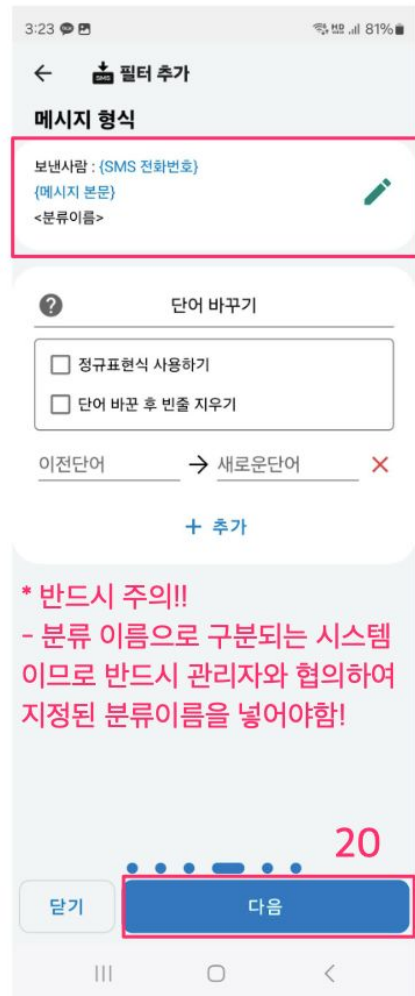 3:23
81%
필터 추가
메시지 형식
보낸사람 : {SMS 전화번호}
{메시지 본문}
<분류이름>
단어 바꾸기
정규표현식 사용하기
단어 바꾼 후 빈줄 지우기
이전단어 → 새로운단어
+ 추가
* 반드시 주의!!
- 분류 이름으로 구분되는 시스템
이므로 반드시 관리자와 협의하여
지정된 분류이름을 넣어야함!
20
닫기
다음